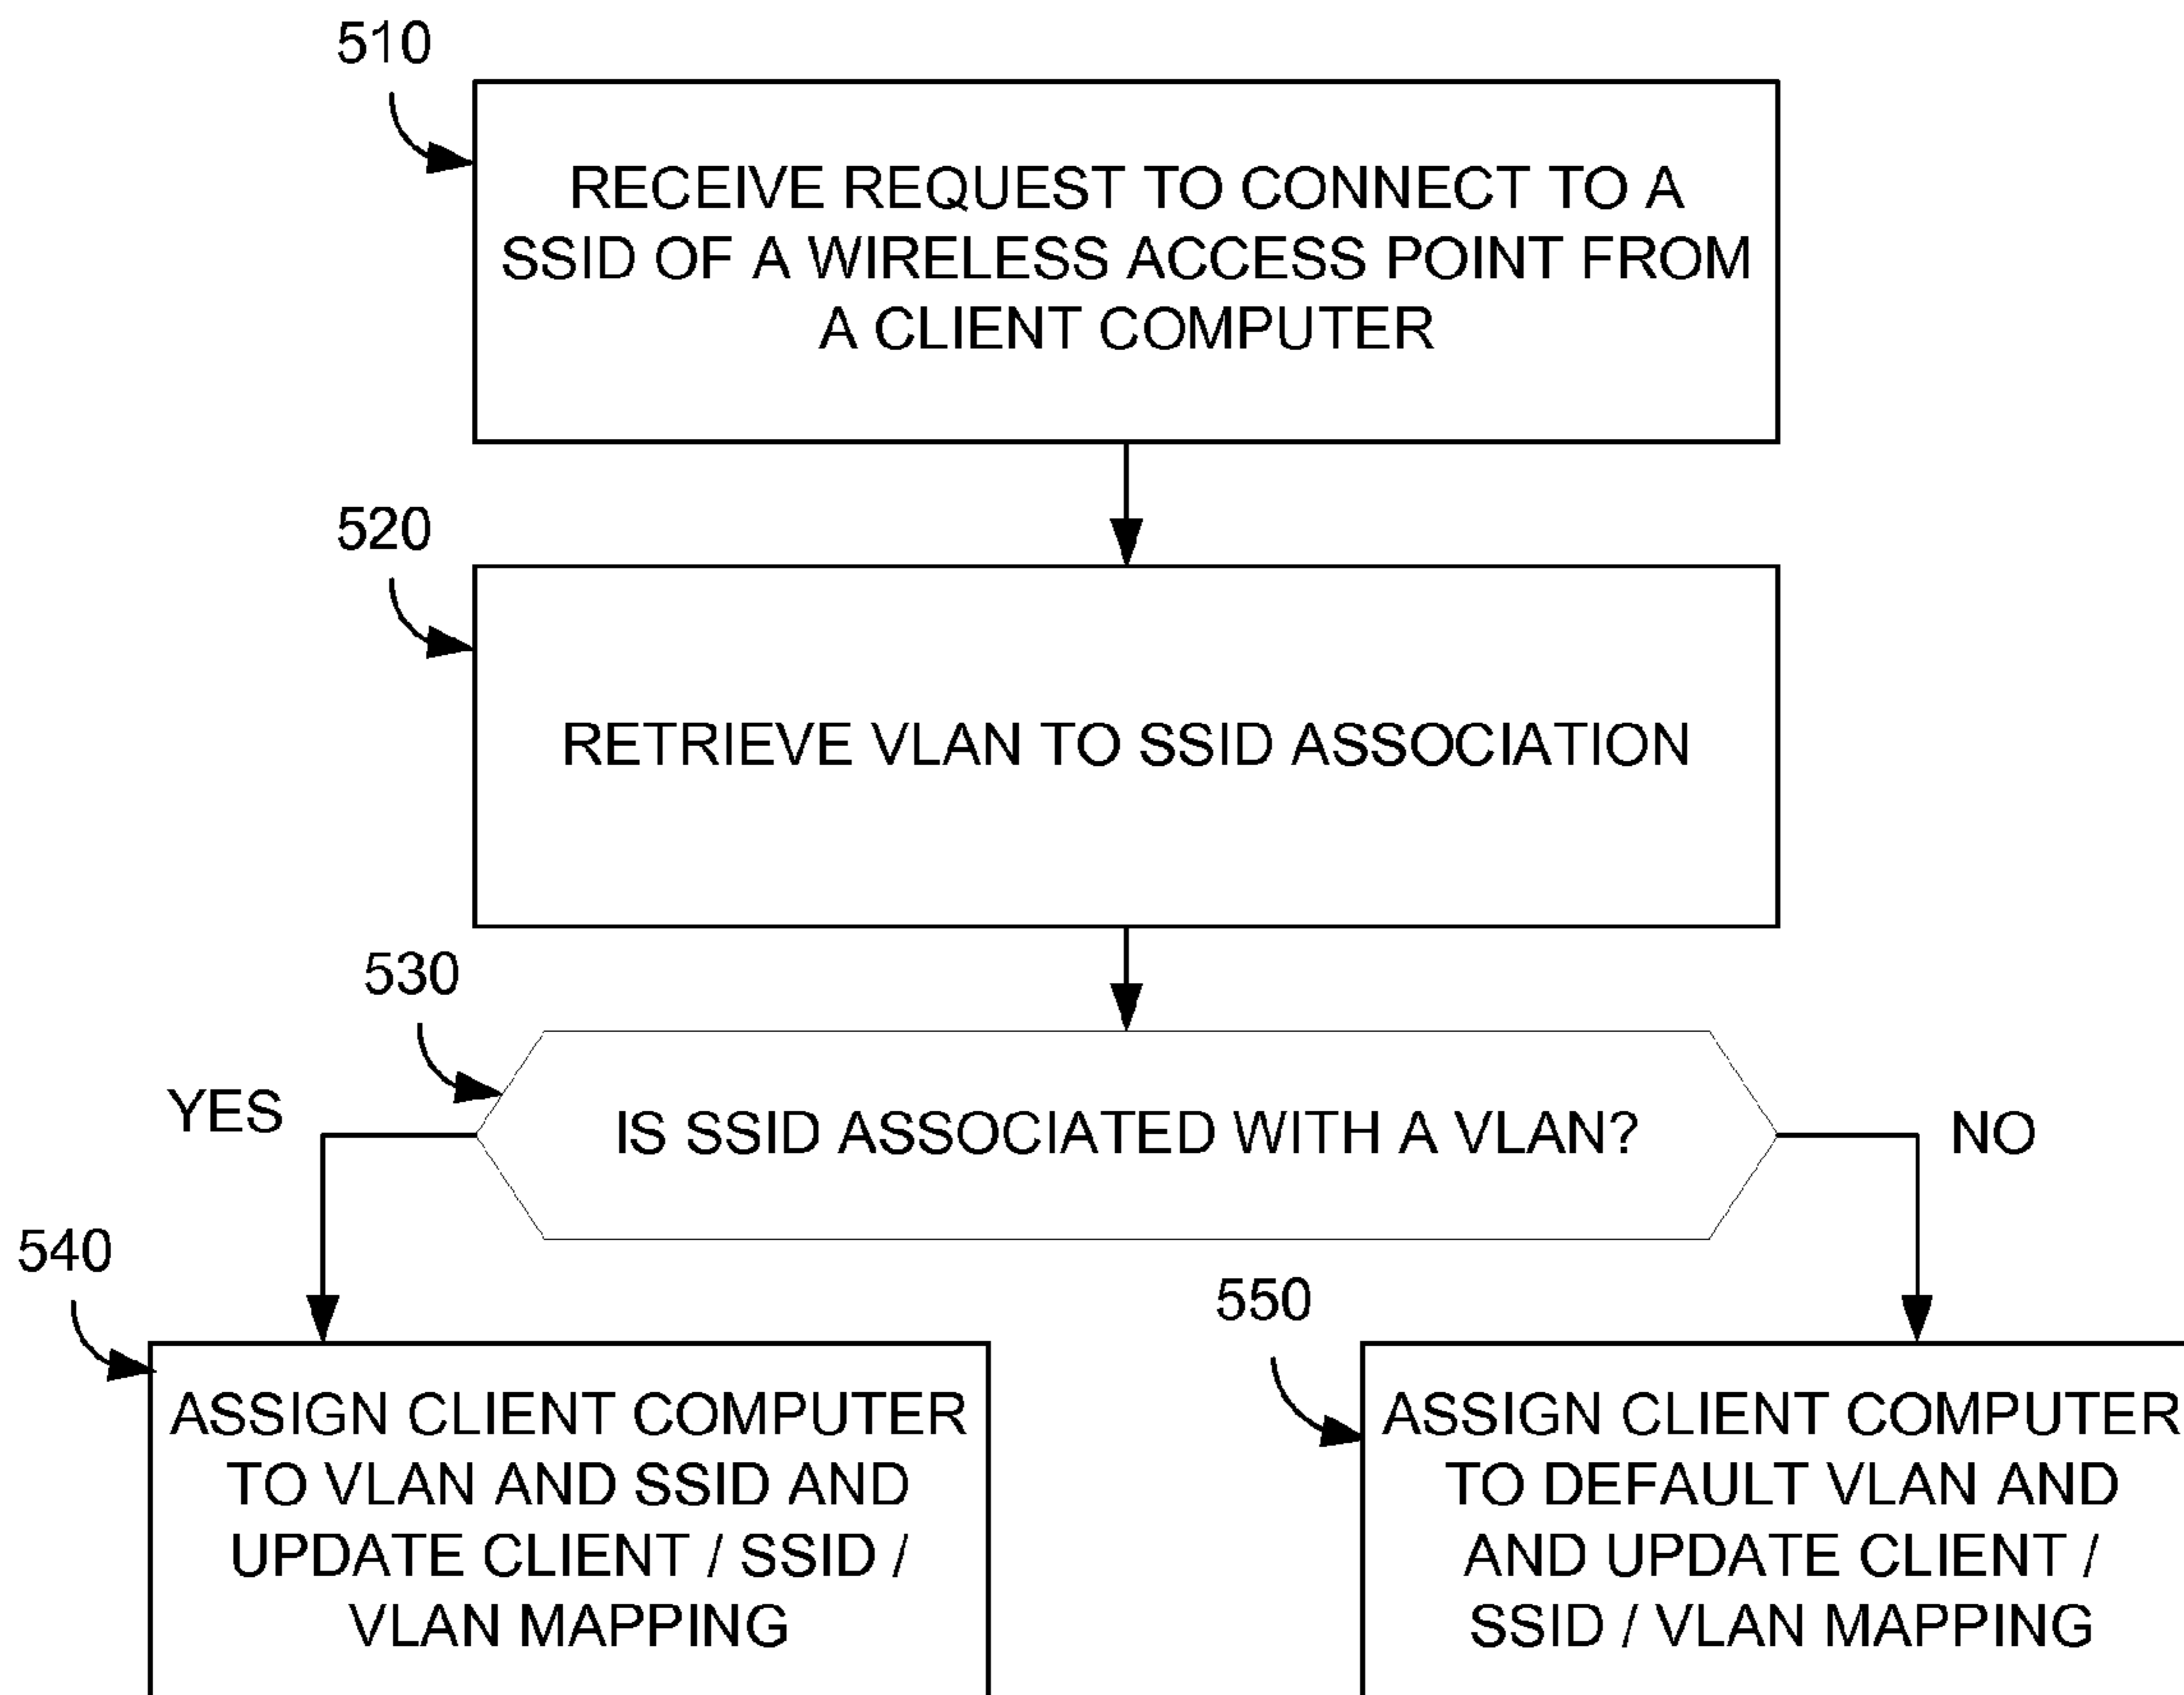 510
RECEIVE REQUEST TO CONNECT TO A
SSID OF A WIRELESS ACCESS POINT FROM
A CLIENT COMPUTER
520
RETRIEVE VLAN TO SSID ASSOCIATION
530
YES
IS SSID ASSOCIATED WITH A VLAN?
NO
540
ASSIGN CLIENT COMPUTER
TO VLAN AND SSID AND
UPDATE CLIENT / SSID /
VLAN MAPPING
550
ASSIGN CLIENT COMPUTER
TO DEFAULT VLAN AND
AND UPDATE CLIENT /
SSID / VLAN MAPPING